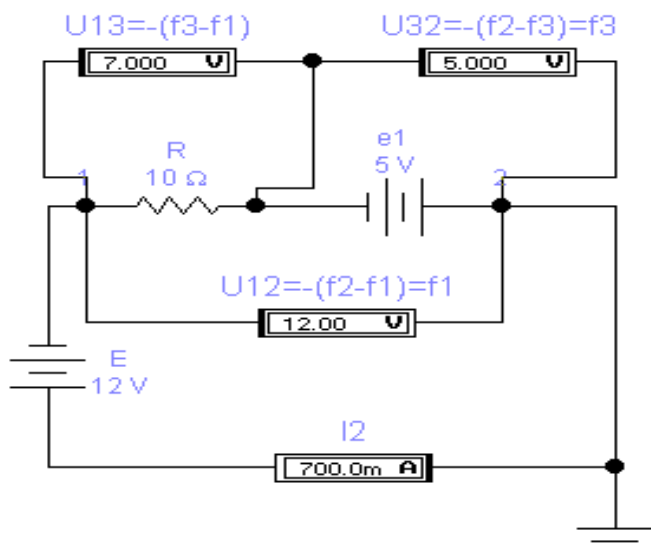 U13=-(f3-f1) U32=-(f2-f3)=f3
7.000 V 5.000 V
e1
R 5 V
1 10 Ω 2
U12=-(f2-f1)=f1
12.00 V
E
12 V
I2
700.0m A